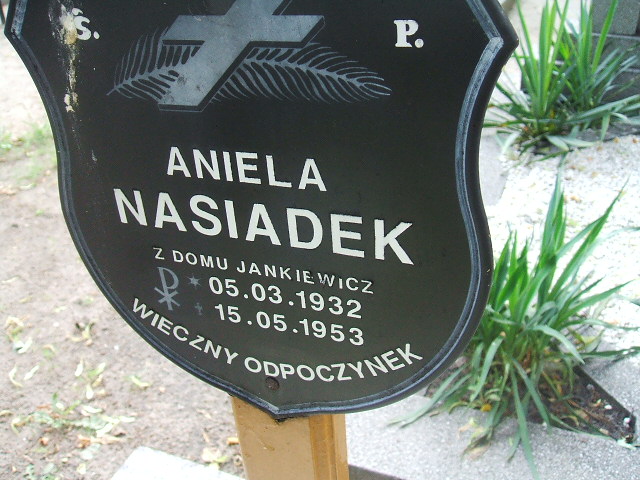 Ś. P.
ANIELA
NASIADEK
Z DOMU JANKIEWICZ
* 05.03.1932
† 15.05.1953
WIECZNY ODPOCZYNEK